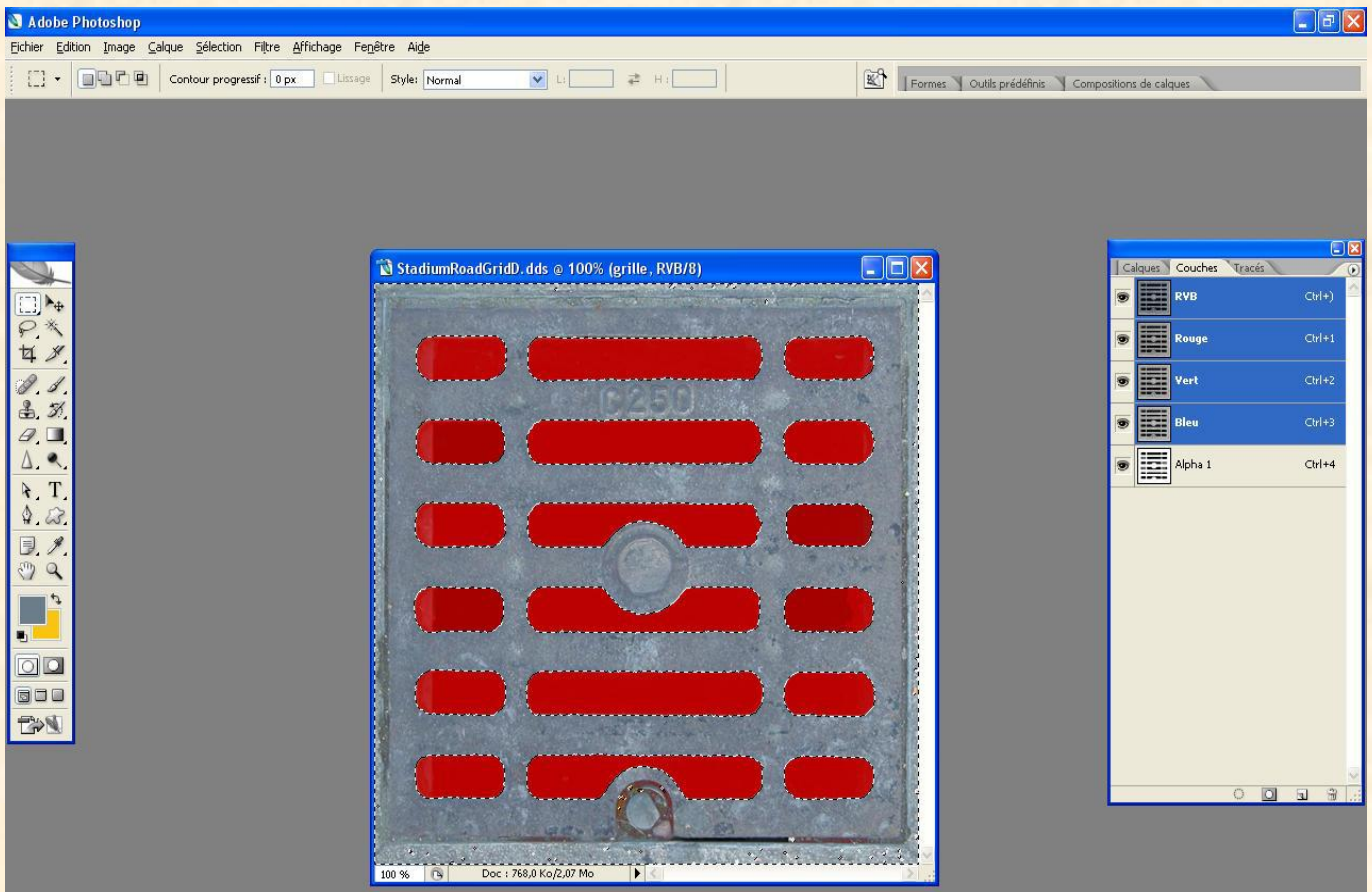 Adobe Photoshop
Fichier Edition Image Calque Sélection Filtre Affichage Fenêtre Aide
Contour progressif : 0 px Lissage Style: Normal L: H: Formes Outils prédéfinis Compositions de calques
StadiumRoadGridD.dds @ 100% (grille, RVB/8)
Calques Couches Tracés
RVB Ctrl+)
Rouge Ctrl+1
Vert Ctrl+2
Bleu Ctrl+3
Alpha 1 Ctrl+4
C250
T
100 % Doc : 768,0 Ko/2,07 Mo